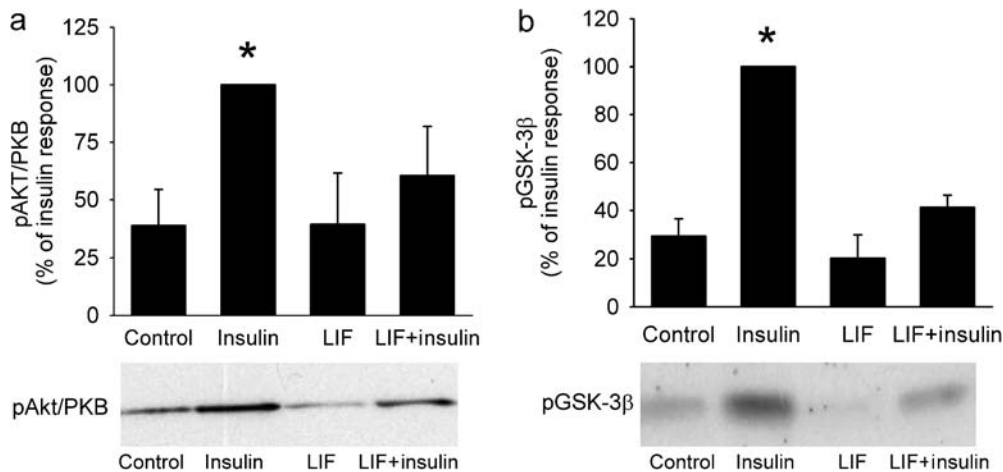 a
pAKT/PKB
(% of insulin response)
125
100
75
50
25
0
*
Control Insulin LIF LIF+insulin
pAkt/PKB
Control Insulin LIF LIF+insulin
b
pGSK-3β
(% of insulin response)
120
100
80
60
40
20
0
*
Control Insulin LIF LIF+insulin
pGSK-3β
Control Insulin LIF LIF+insulin